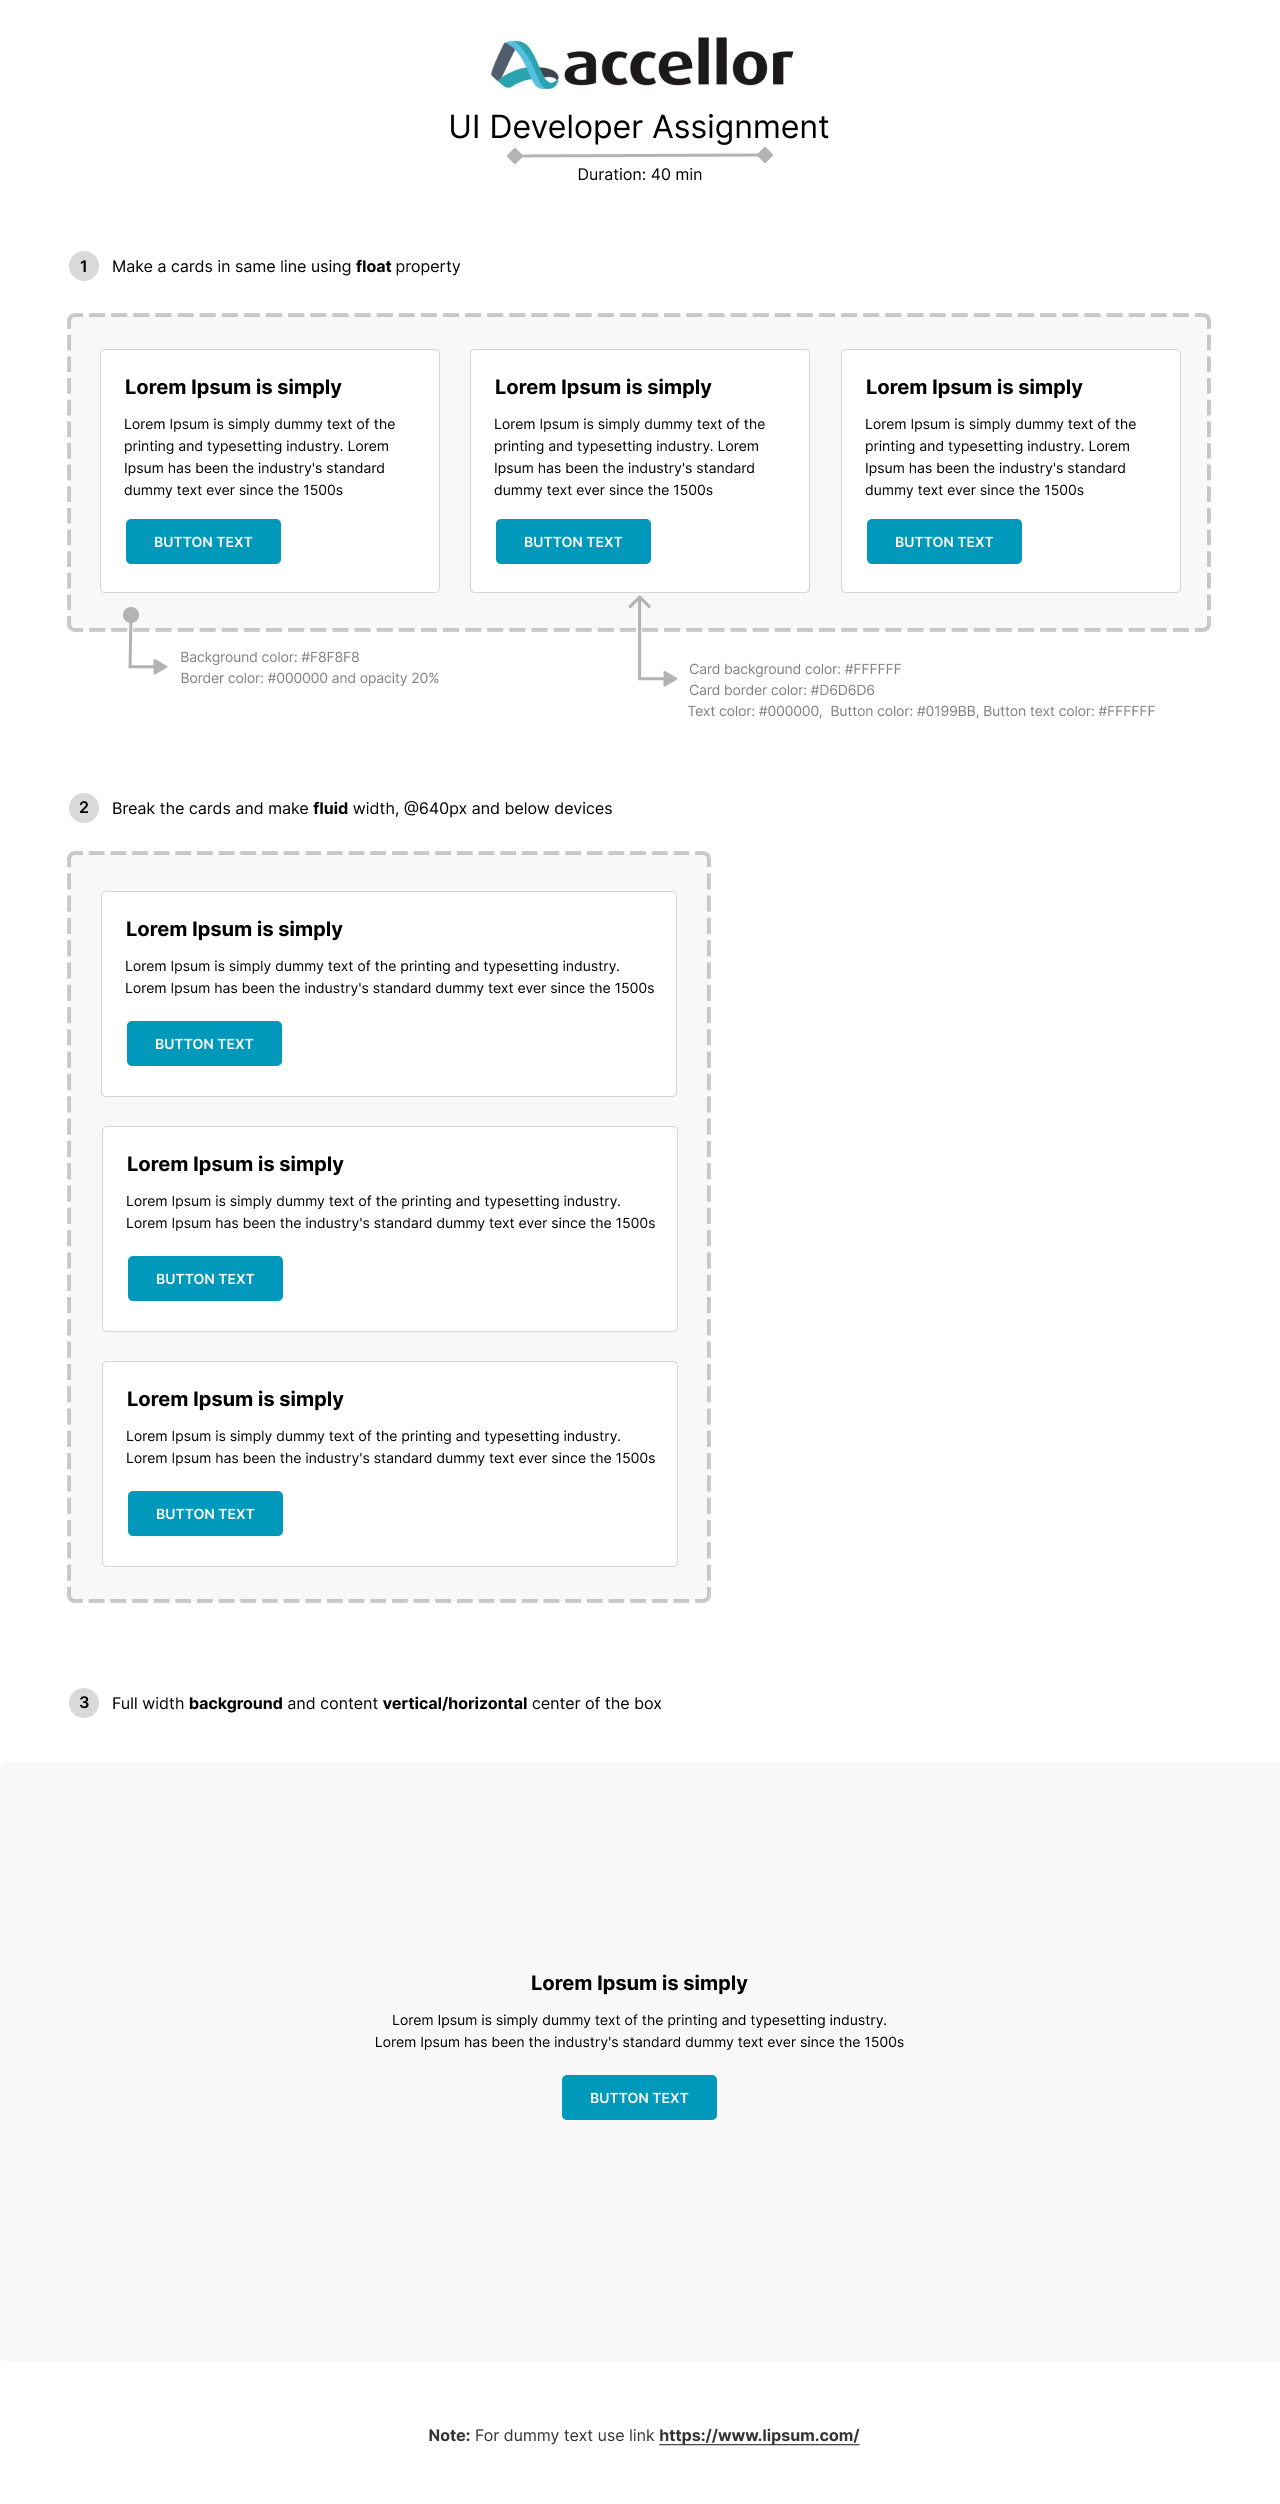 accellor
UI Developer Assignment
Duration: 40 min
1 Make a cards in same line using float property
Lorem Ipsum is simply
Lorem Ipsum is simply dummy text of the
printing and typesetting industry. Lorem
Ipsum has been the industry's standard
dummy text ever since the 1500s
BUTTON TEXT
Lorem Ipsum is simply
Lorem Ipsum is simply dummy text of the
printing and typesetting industry. Lorem
Ipsum has been the industry's standard
dummy text ever since the 1500s
BUTTON TEXT
Lorem Ipsum is simply
Lorem Ipsum is simply dummy text of the
printing and typesetting industry. Lorem
Ipsum has been the industry's standard
dummy text ever since the 1500s
BUTTON TEXT
Background color: #F8F8F8
Border color: #000000 and opacity 20%
Card background color: #FFFFFF
Card border color: #D6D6D6
Text color: #000000,  Button color: #0199BB, Button text color: #FFFFFF
2 Break the cards and make fluid width, @640px and below devices
Lorem Ipsum is simply
Lorem Ipsum is simply dummy text of the printing and typesetting industry.
Lorem Ipsum has been the industry's standard dummy text ever since the 1500s
BUTTON TEXT
Lorem Ipsum is simply
Lorem Ipsum is simply dummy text of the printing and typesetting industry.
Lorem Ipsum has been the industry's standard dummy text ever since the 1500s
BUTTON TEXT
Lorem Ipsum is simply
Lorem Ipsum is simply dummy text of the printing and typesetting industry.
Lorem Ipsum has been the industry's standard dummy text ever since the 1500s
BUTTON TEXT
3 Full width background and content vertical/horizontal center of the box
Lorem Ipsum is simply
Lorem Ipsum is simply dummy text of the printing and typesetting industry.
Lorem Ipsum has been the industry's standard dummy text ever since the 1500s
BUTTON TEXT
Note: For dummy text use link https://www.lipsum.com/